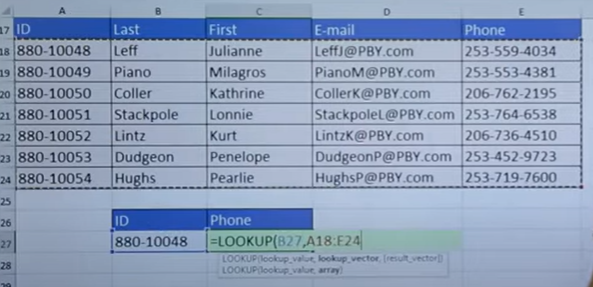 A B C D E
17 ID Last First E-mail Phone
18 880-10048 Leff Julianne LeffJ@PBY.com 253-559-4034
19 880-10049 Piano Milagros PianoM@PBY.com 253-553-4381
20 880-10050 Coller Kathrine CollerK@PBY.com 206-762-2195
21 880-10051 Stackpole Lonnie StackpoleL@PBY.com 253-764-6538
22 880-10052 Lintz Kurt LintzK@PBY.com 206-736-4510
23 880-10053 Dudgeon Penelope DudgeonP@PBY.com 253-452-9723
24 880-10054 Hughs Pearlie HughsP@PBY.com 253-719-7600
25
26 ID Phone
27 880-10048 =LOOKUP(B27,A18:E24
28 LOOKUP(lookup_value, lookup_vector, [result_vector])
LOOKUP(lookup_value, array)
29